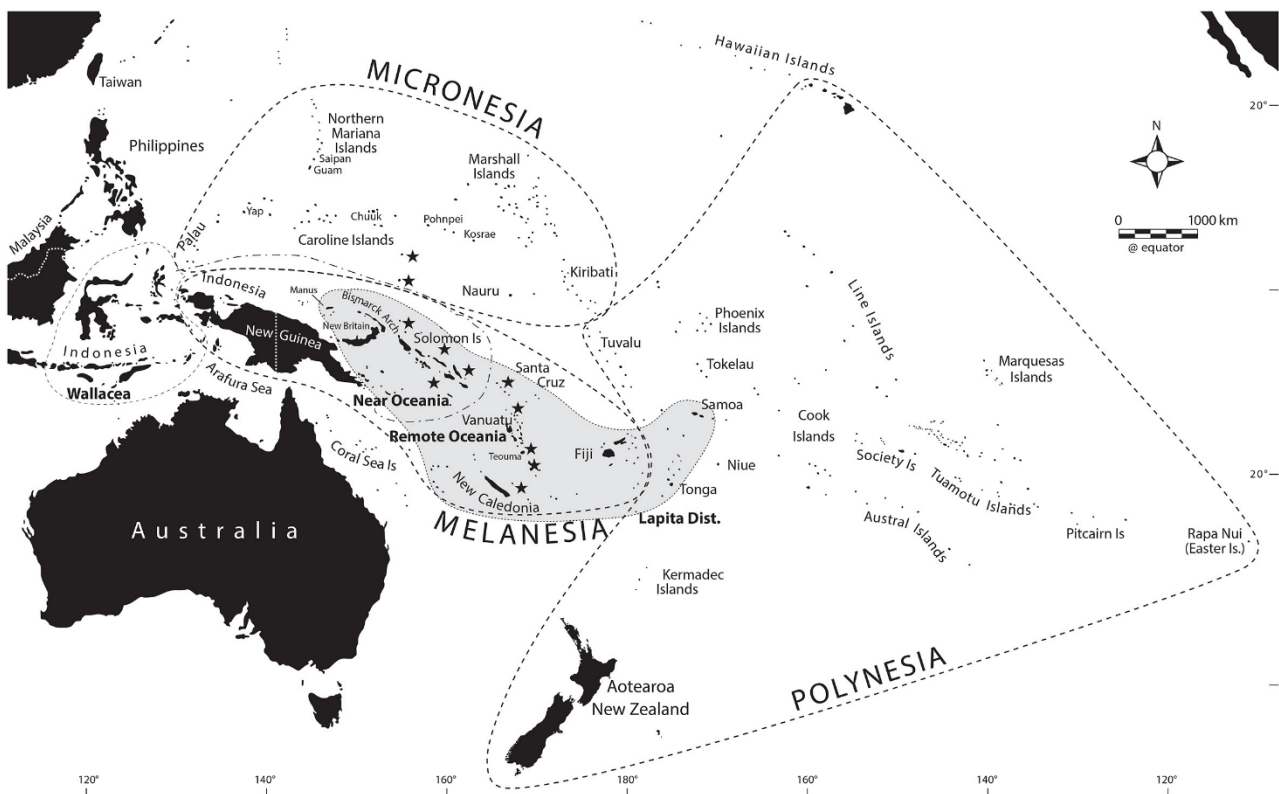 Hawaiian Islands
MICRONESIA
Taiwan
20°
N
Northern
Mariana
Islands
Saipan
Guam
Philippines
Marshall
Islands
0 1000 km
@ equator
Malaysia
Palau
Yap
Chuuk
Pohnpei
Kosrae
Caroline Islands
Kiribati
Indonesia
Nauru
Manus
Bismarck Arch
Line Islands
Phoenix
Islands
New Britain
New Guinea
Solomon Is
Tuvalu
Indonesia
Tokelau
Marquesas
Islands
Santa
Cruz
Arafura Sea
Wallacea
Near Oceania
Samoa
Vanuatu
Cook
Islands
Remote Oceania
Teouma
Fiji
Coral Sea Is
Society Is
Niue
20°
New Caledonia
Tonga
Tuamotu Islands
Lapita Dist.
MELANESIA
Australia
Austral Islands
Pitcairn Is
Rapa Nui
(Easter Is.)
Kermadec
Islands
POLYNESIA
Aotearoa
New Zealand
120° 140° 160° 180° 160° 140° 120°